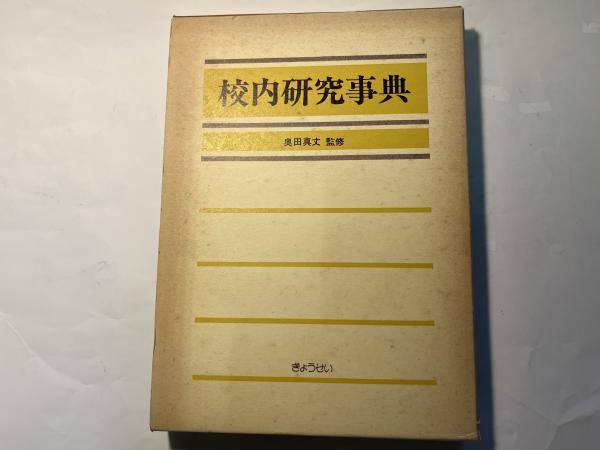 校内研究事典
奥田真丈 監修
ぎょうせい